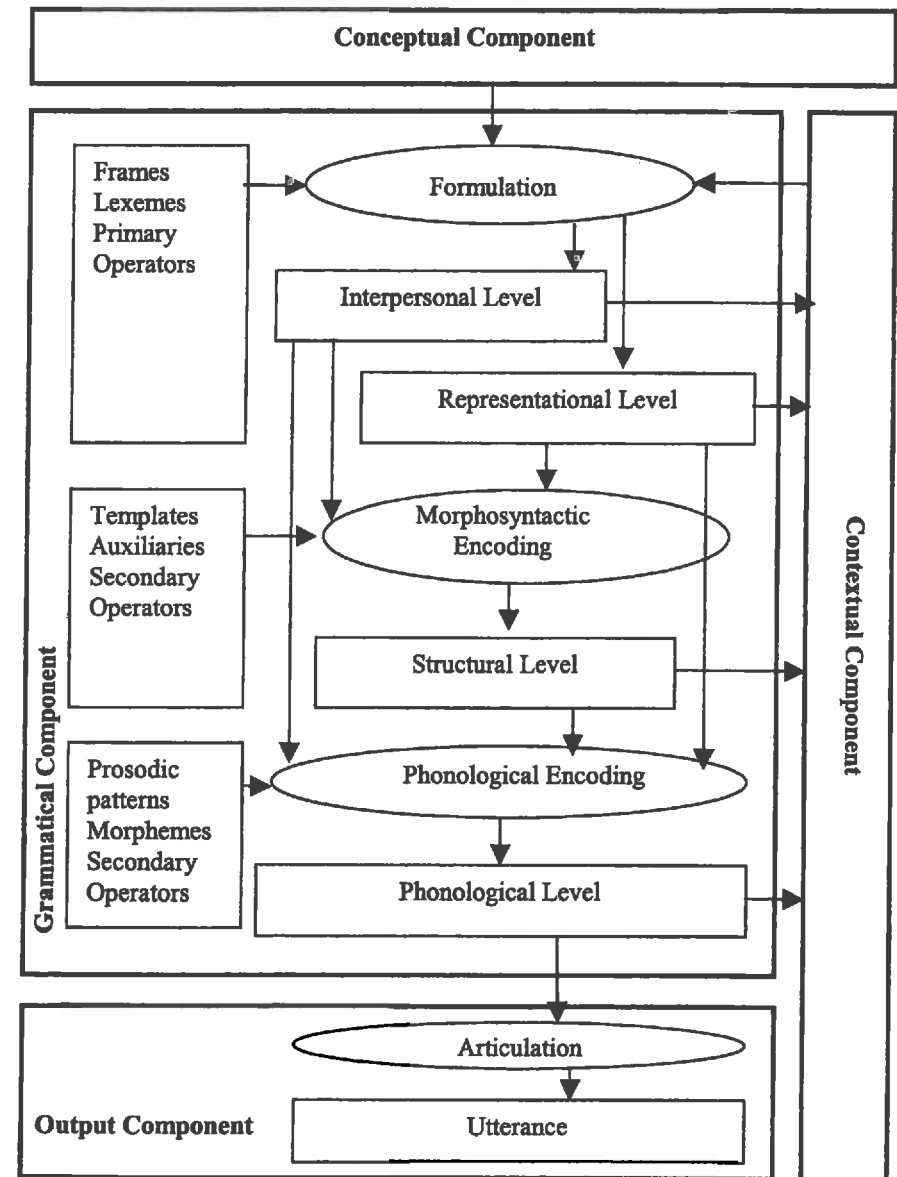 Conceptual Component
Frames
Lexemes
Primary
Operators
Formulation
Interpersonal Level
Representational Level
Templates
Auxiliaries
Secondary
Operators
Morphosyntactic
Encoding
Structural Level
Prosodic
patterns
Morphemes
Secondary
Operators
Phonological Encoding
Phonological Level
Grammatical Component
Contextual Component
Articulation
Output Component
Utterance